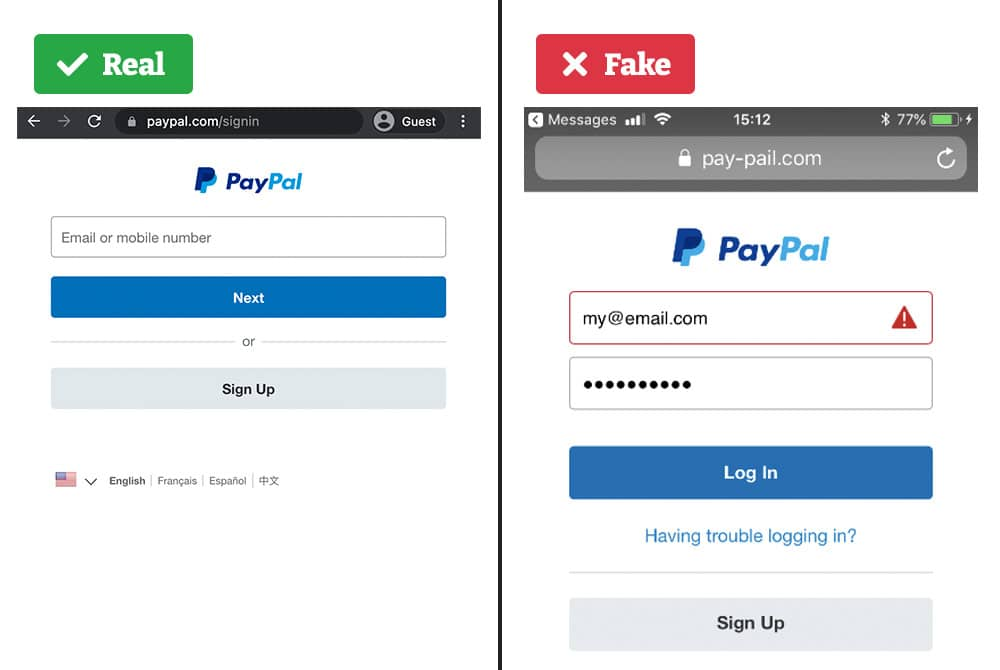 Real
paypal.com/signin
Guest
PayPal
Email or mobile number
Next
or
Sign Up
English Français Español 中文
Fake
Messages 15:12 77%
pay-pail.com
PayPal
my@email.com
••••••••••
Log In
Having trouble logging in?
Sign Up